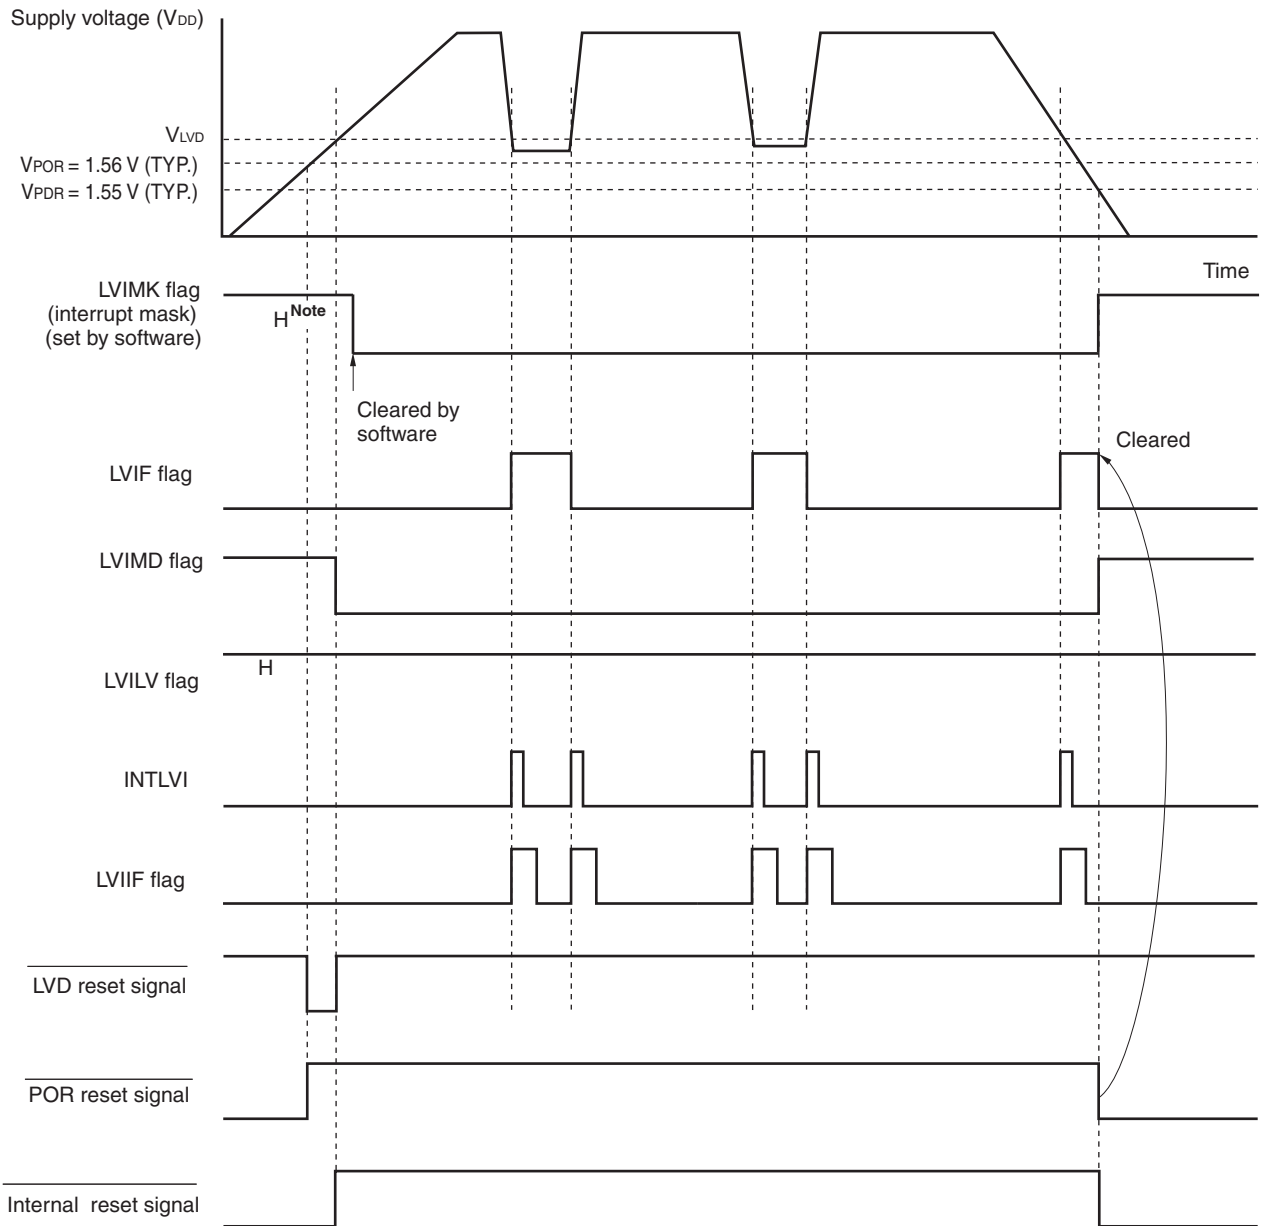 Supply voltage (VDD)
VLVD
VPOR = 1.56 V (TYP.)
VPDR = 1.55 V (TYP.)
Time
LVIMK flag
(interrupt mask)
(set by software)
H Note
Cleared by
software
Cleared
LVIF flag
LVIMD flag
H
LVILV flag
INTLVI
LVIIF flag
LVD reset signal
POR reset signal
Internal reset signal